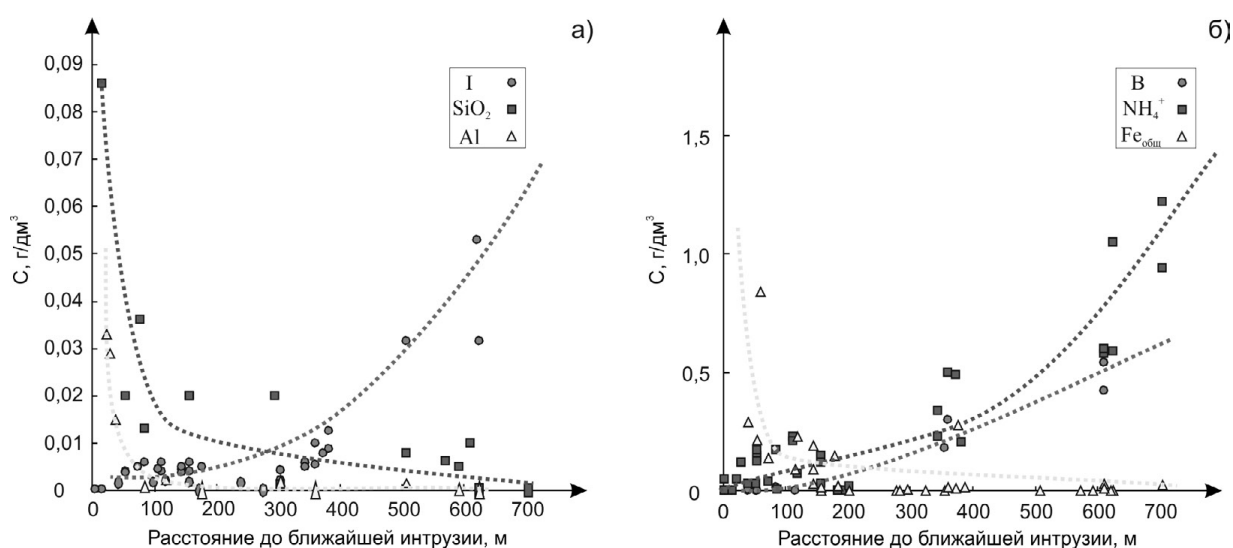 а)
0,09
0,08
0,07
0,06
0,05
0,04
0,03
0,02
0,01
0
С, г/дм³
I
SiO₂
Al
0 100 200 300 400 500 600 700
Расстояние до ближайшей интрузии, м
б)
1,5
1,0
0,5
0
С, г/дм³
B
NH₄⁺
Feобщ
0 100 200 300 400 500 600 700
Расстояние до ближайшей интрузии, м